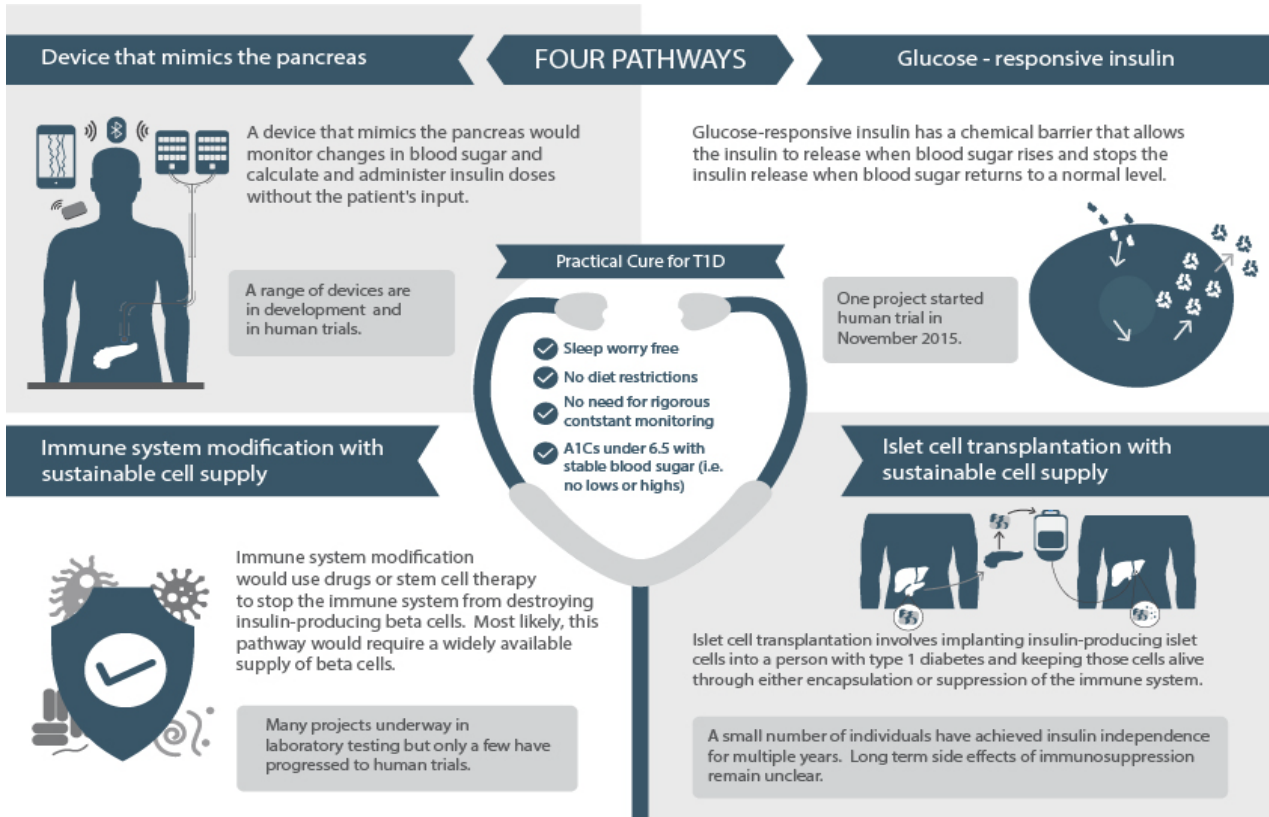 Device that mimics the pancreas
FOUR PATHWAYS
Glucose - responsive insulin
A device that mimics the pancreas would
monitor changes in blood sugar and
calculate and administer insulin doses
without the patient's input.
A range of devices are
in development and
in human trials.
Glucose-responsive insulin has a chemical barrier that allows
the insulin to release when blood sugar rises and stops the
insulin release when blood sugar returns to a normal level.
One project started
human trial in
November 2015.
Practical Cure for T1D
Sleep worry free
No diet restrictions
No need for rigorous
contstant monitoring
A1Cs under 6.5 with
stable blood sugar (i.e.
no lows or highs)
Immune system modification with
sustainable cell supply
Immune system modification
would use drugs or stem cell therapy
to stop the immune system from destroying
insulin-producing beta cells. Most likely, this
pathway would require a widely available
supply of beta cells.
Many projects underway in
laboratory testing but only a few have
progressed to human trials.
Islet cell transplantation with
sustainable cell supply
Islet cell transplantation involves implanting insulin-producing islet
cells into a person with type 1 diabetes and keeping those cells alive
through either encapsulation or suppression of the immune system.
A small number of individuals have achieved insulin independence
for multiple years. Long term side effects of immunosuppression
remain unclear.